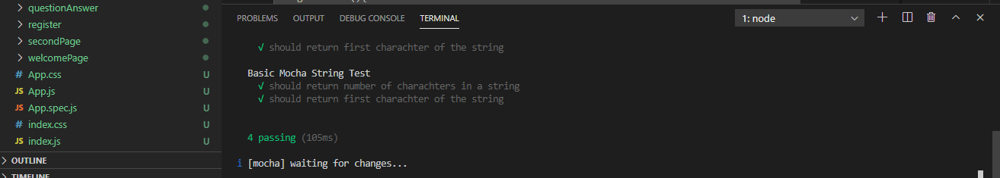 questionAnswer
register
secondPage
welcomePage
# App.css U
JS App.js U
JS App.spec.js U
# index.css U
JS index.js U
OUTLINE
TIMELINE
PROBLEMS OUTPUT DEBUG CONSOLE TERMINAL 1: node
√ should return first charachter of the string
Basic Mocha String Test
√ should return number of charachters in a string
√ should return first charachter of the string
4 passing (105ms)
i [mocha] waiting for changes...